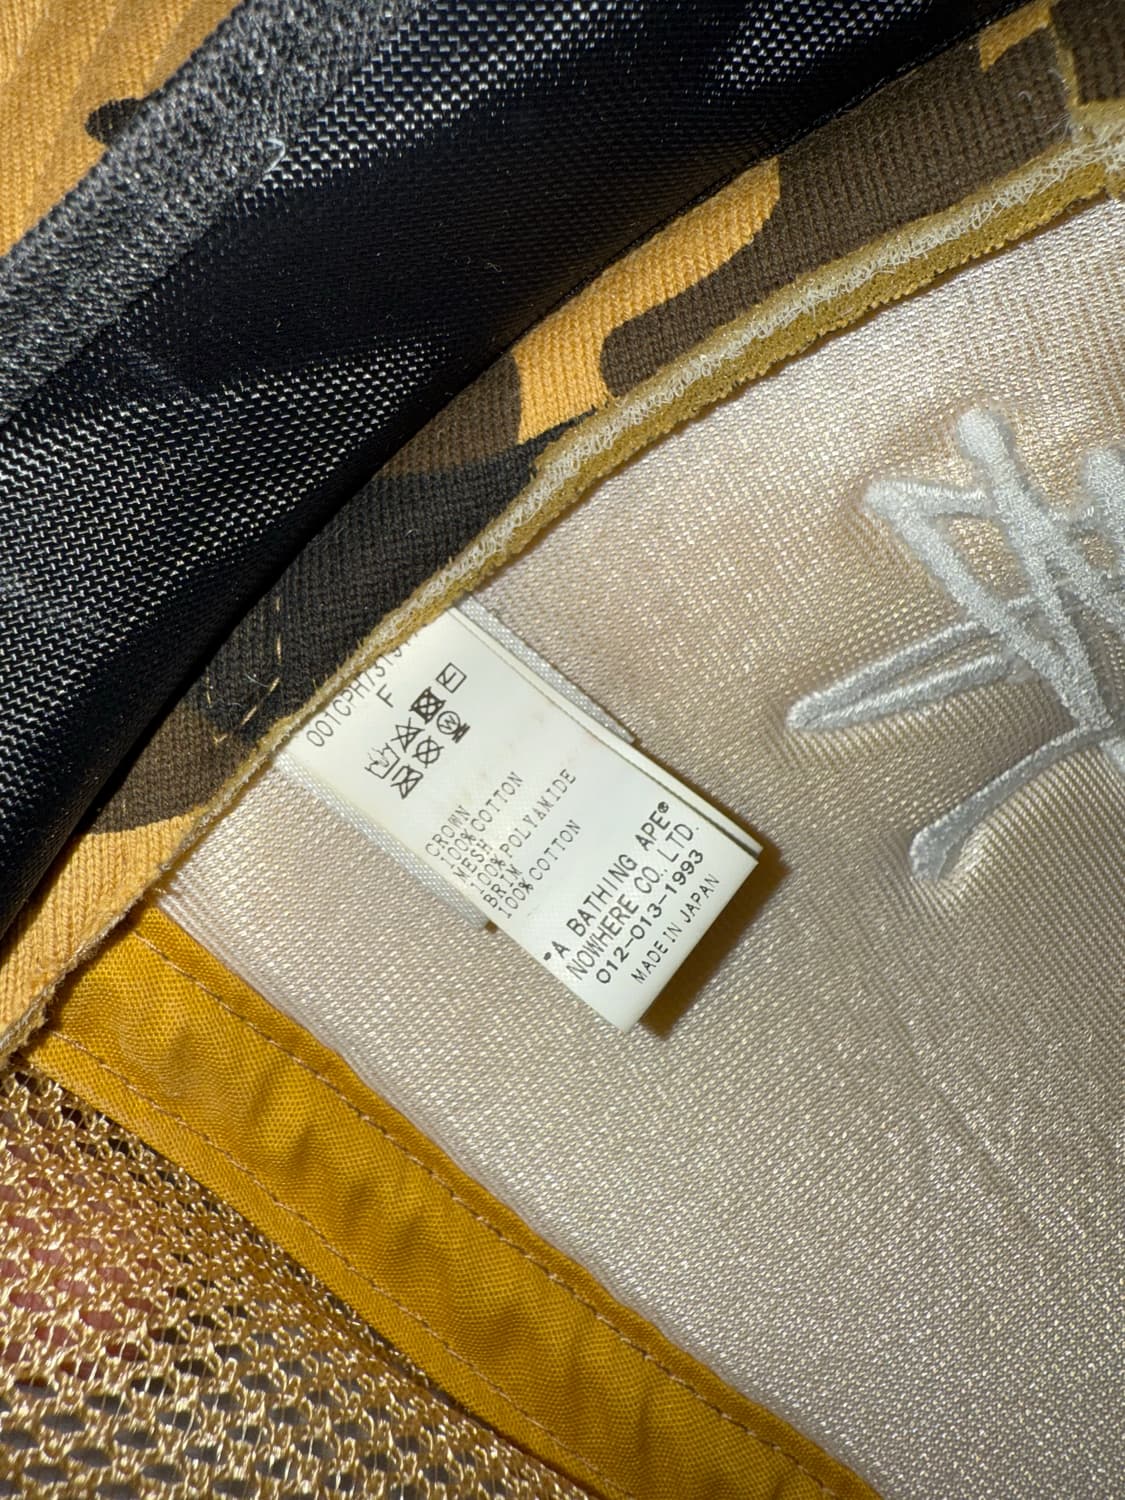 F
CROWN
100%COTTON
MESH
100%POLYAMIDE
BRIM
100%COTTON
"A BATHING APE®
NOWHERE CO., LTD.
012-013-1993
MADE IN JAPAN